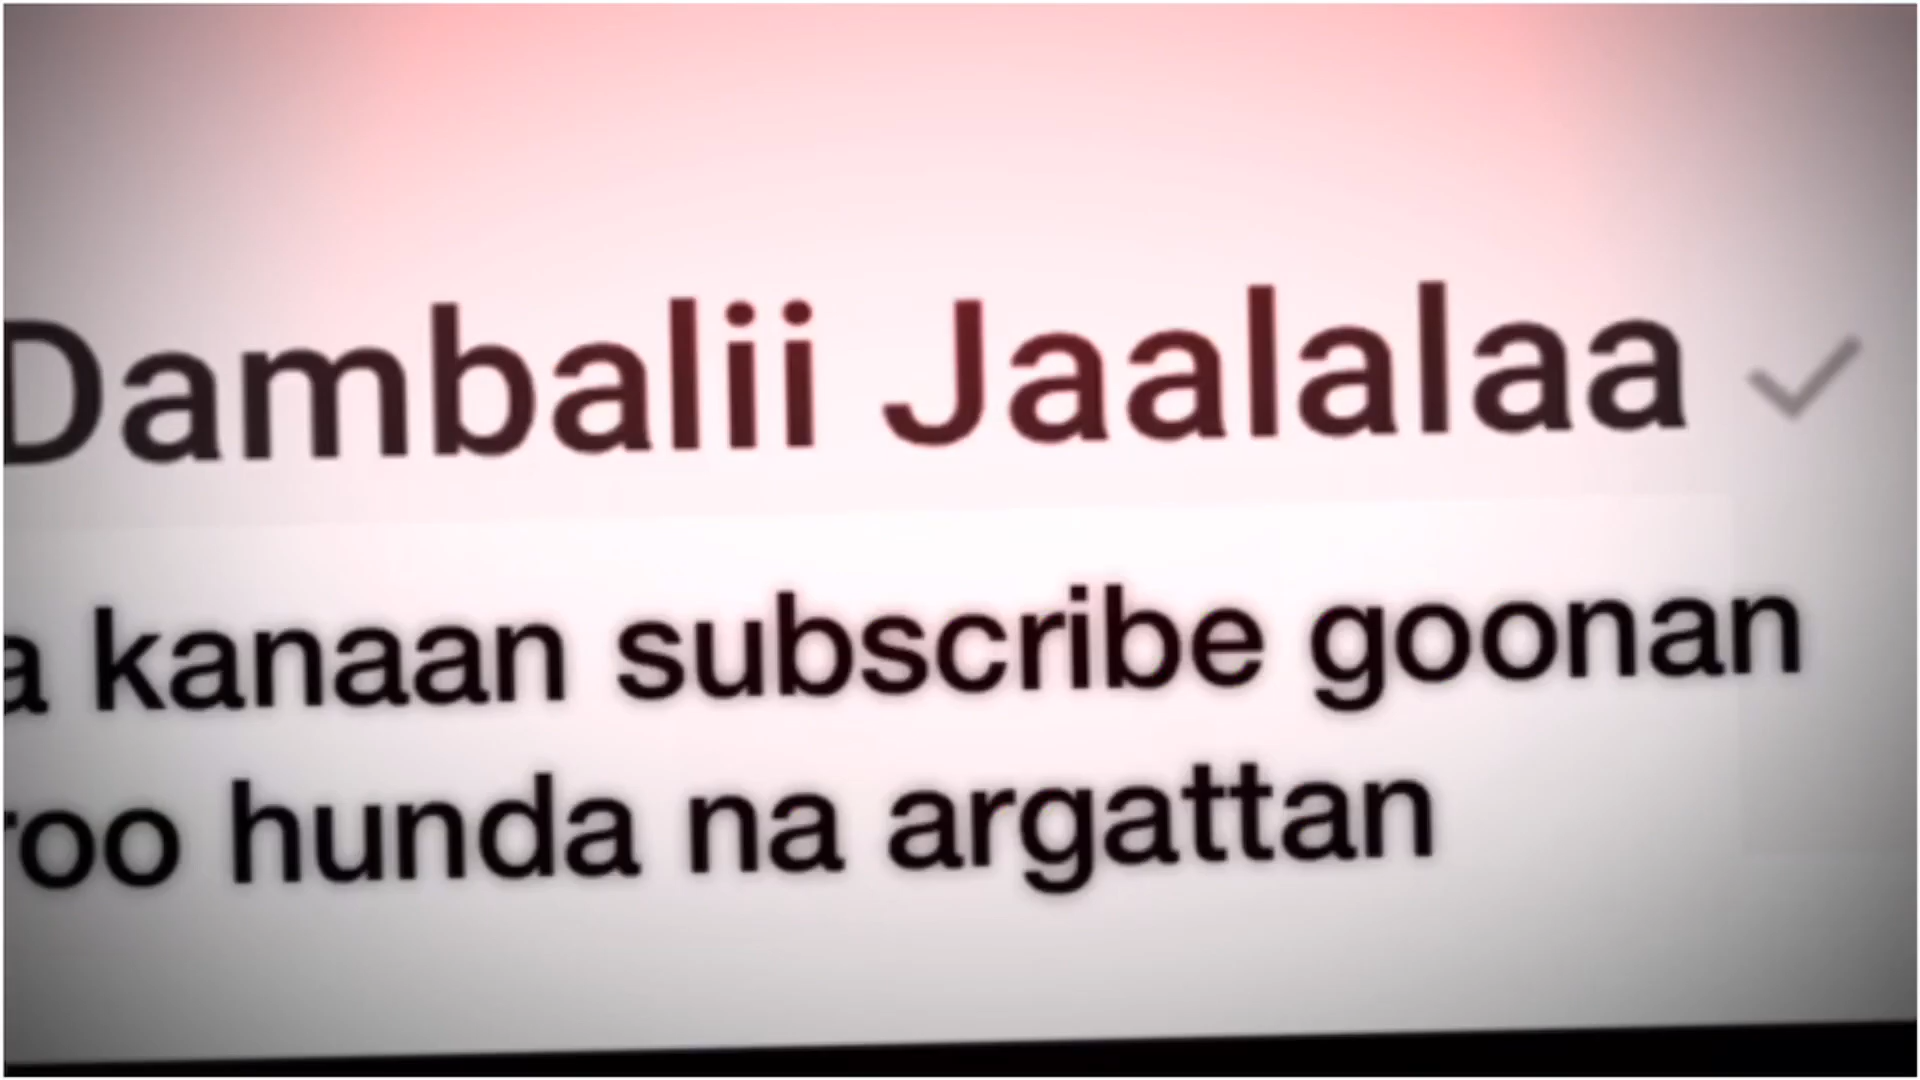 Dambalii Jaalalaa
kanaan subscribe goonan
hunda na argattan